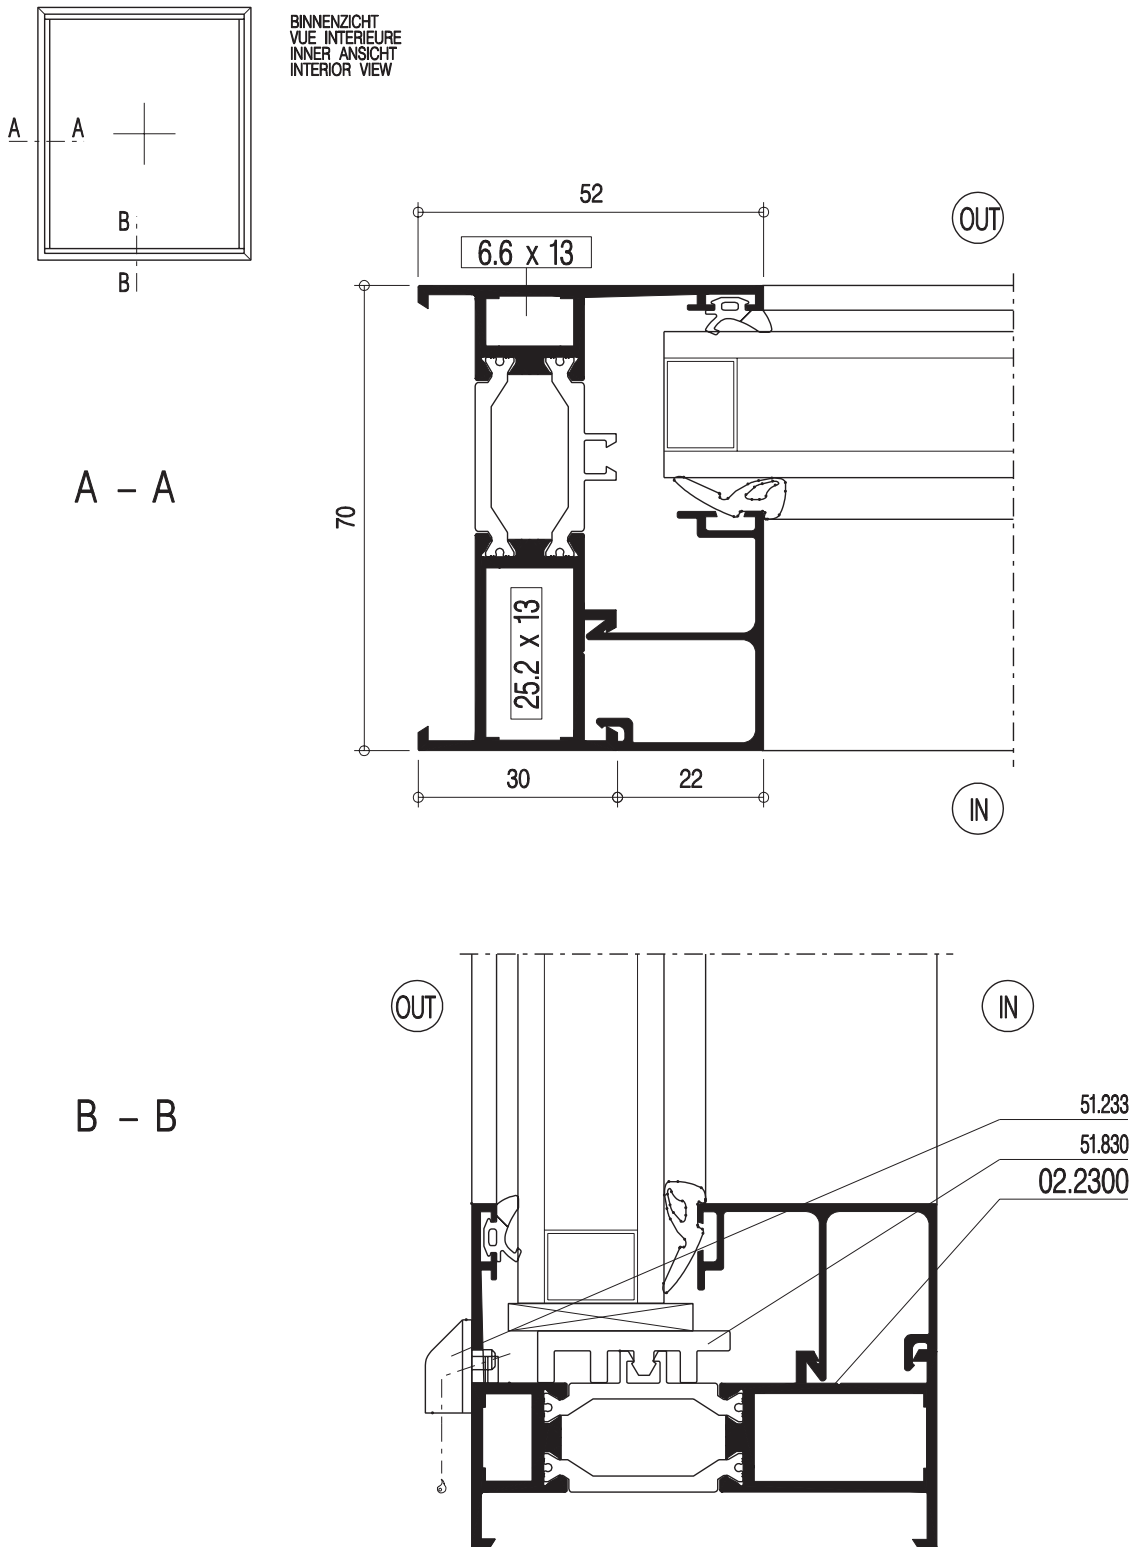 BINNENZICHT
VUE INTERIEURE
INNER ANSICHT
INTERIOR VIEW
A A
B
B
52
OUT
6.6 x 13
A - A
70
25.2 x 13
30 22
IN
OUT IN
B - B
51.233
51.830
02.2300